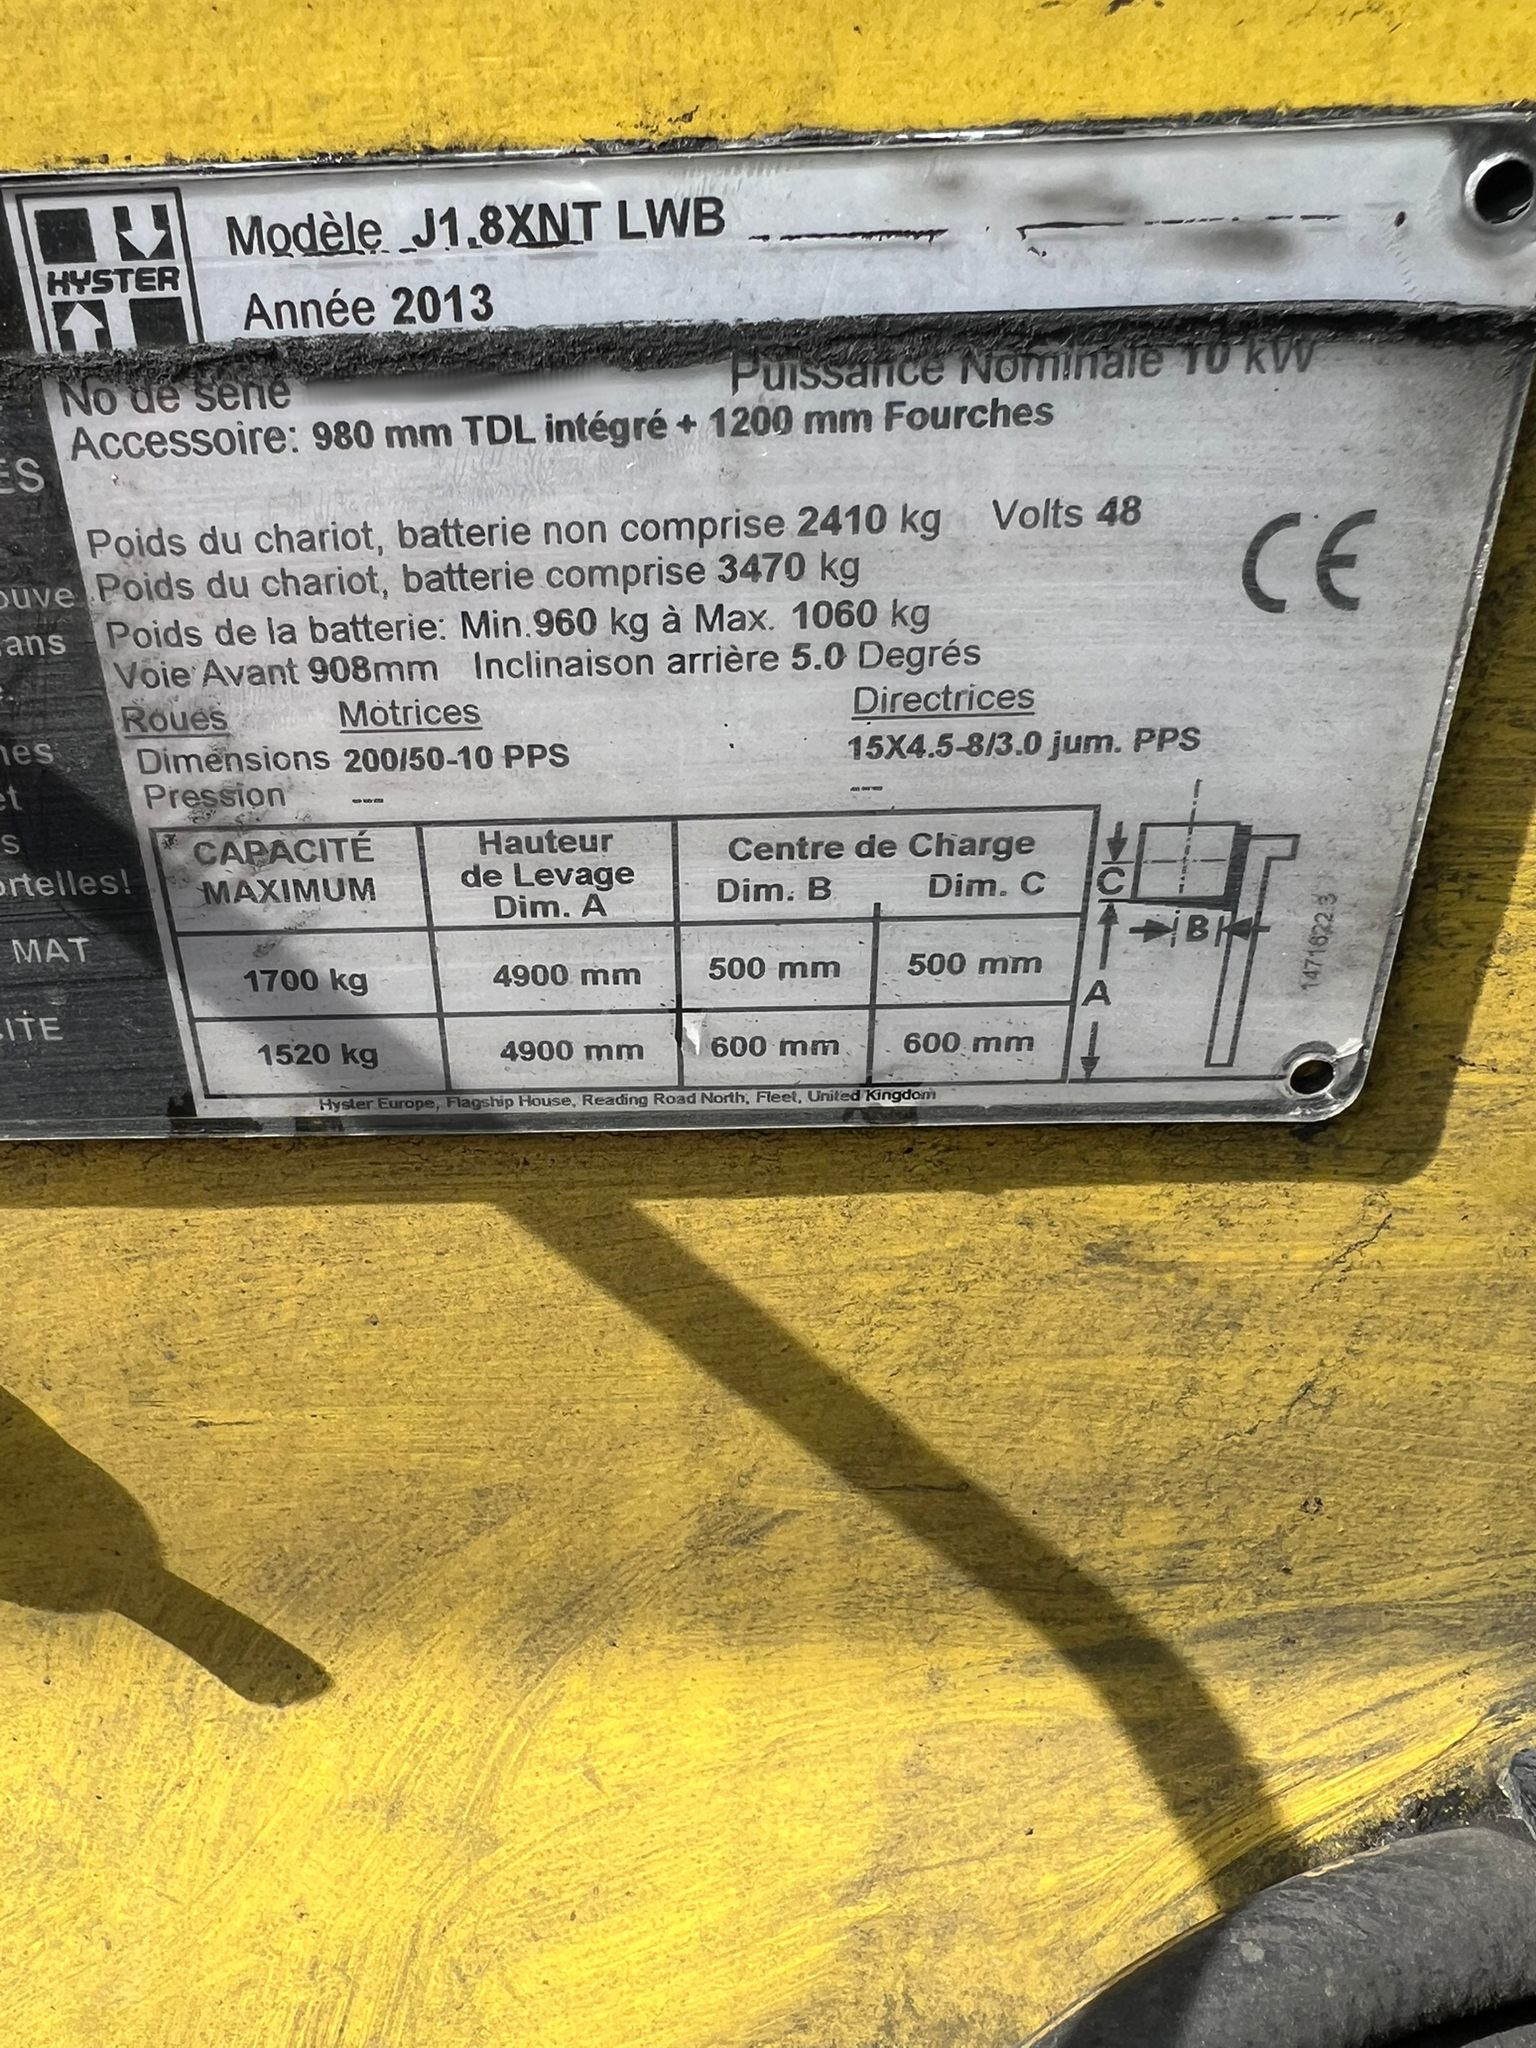 HYSTER
Modèle J1.8XNT LWB
Année 2013
No de série
Puissance Nominale 10 kW
Accessoire: 980 mm TDL intégré + 1200 mm Fourches
ES
Poids du chariot, batterie non comprise 2410 kg Volts 48
CE
Poids du chariot, batterie comprise 3470 kg
ouve
Poids de la batterie: Min.960 kg à Max. 1060 kg
ans
Voie Avant 908mm Inclinaison arrière 5.0 Degrés
Roues Motrices Directrices
Dimensions 200/50-10 PPS 15X4.5-8/3.0 jum. PPS
nes
Pression --- ---
et
s
ortelles!
MAT
ITE
CAPACITÉ MAXIMUM
Hauteur de Levage Dim. A
Centre de Charge
Dim. B Dim. C
1700 kg 4900 mm 500 mm 500 mm
1520 kg 4900 mm 600 mm 600 mm
C
B
A
1471622 3
Hyster Europe, Flagship House, Reading Road North, Fleet, United Kingdom